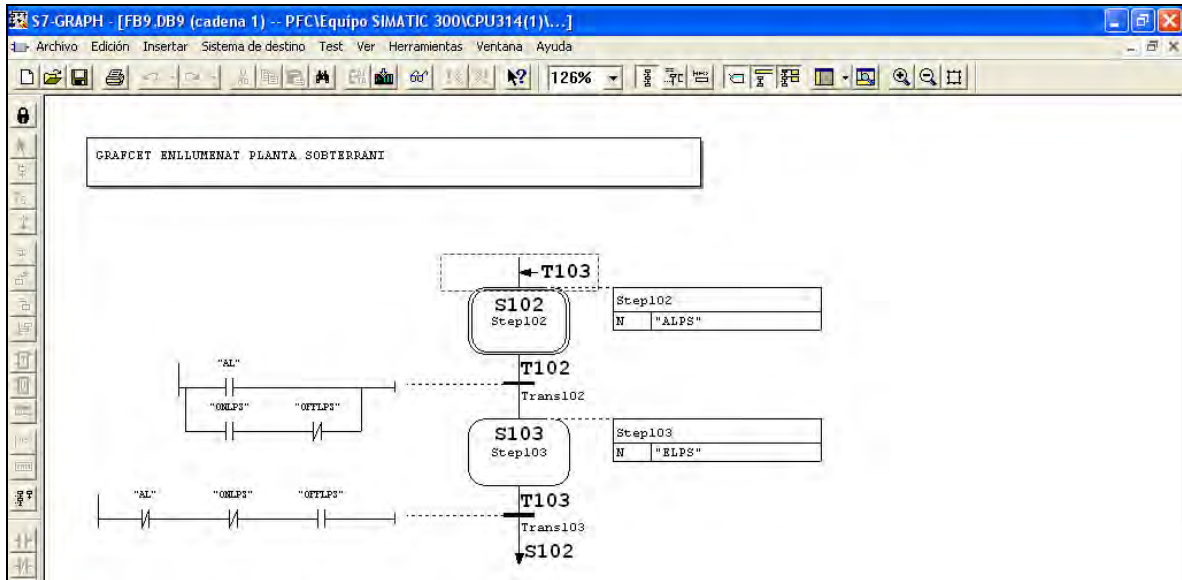 S7-GRAPH - [FB9.DB9 (cadena 1) -- PFC\Equipo SIMATIC 300\CPU314(1)\...]
Archivo Edición Insertar Sistema de destino Test Ver Herramientas Ventana Ayuda
126%
GRAFCET ENLLUMENAT PLANTA SOBTERRANI
T103
S102
Step102
Step102
N "ALPS"
"AL"
T102
Trans102
"ONLPS" "OFFLPS"
S103
Step103
Step103
N "ELPS"
"AL" "ONLPS" "OFFLPS"
T103
Trans103
S102